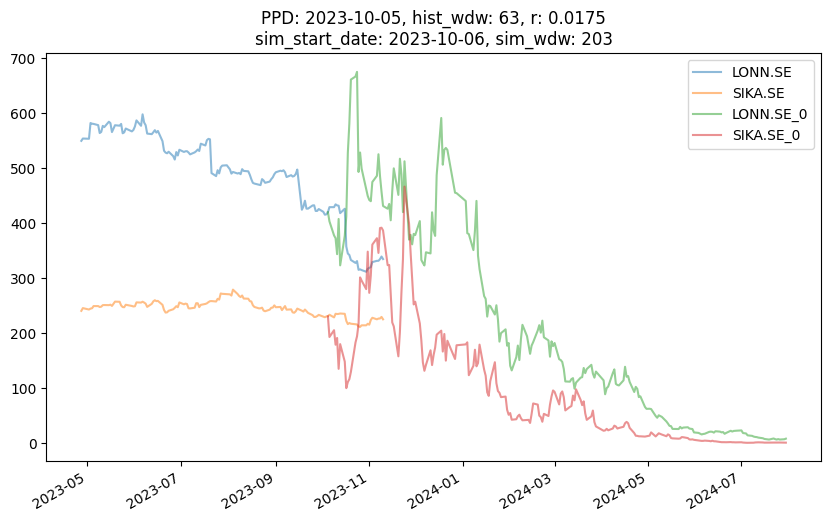 PPD: 2023-10-05, hist_wdw: 63, r: 0.0175
sim_start_date: 2023-10-06, sim_wdw: 203
LONN.SE
SIKA.SE
LONN.SE_0
SIKA.SE_0
700
600
500
400
300
200
100
0
2023-05
2023-07
2023-09
2023-11
2024-01
2024-03
2024-05
2024-07